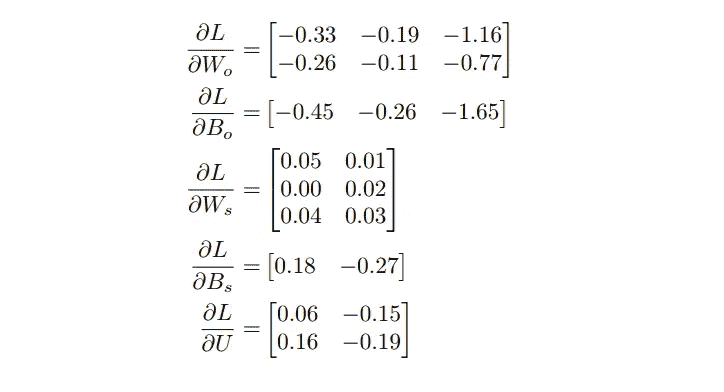 ∂L/∂W_o = [−0.33 −0.19 −1.16
−0.26 −0.11 −0.77]
∂L/∂B_o = [−0.45 −0.26 −1.65]
∂L/∂W_s = [0.05 0.01
0.00 0.02
0.04 0.03]
∂L/∂B_s = [0.18 −0.27]
∂L/∂U = [0.06 −0.15
0.16 −0.19]